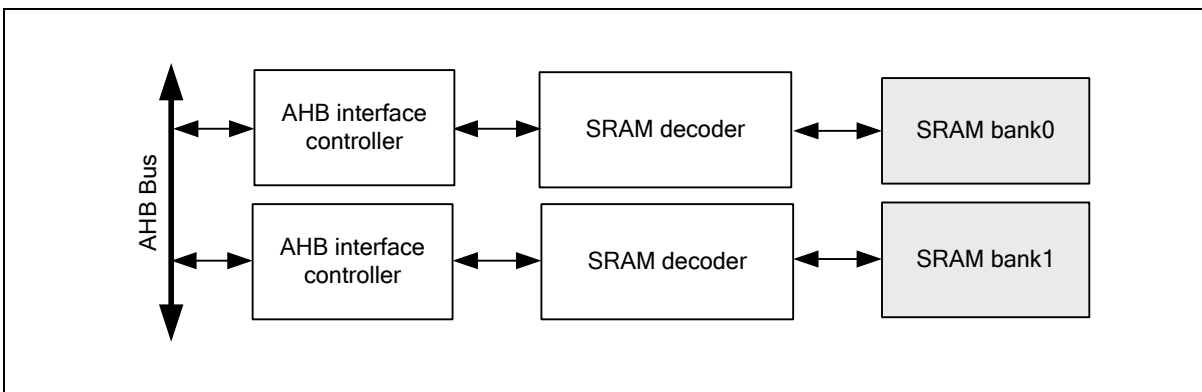 AHB Bus
AHB interface
controller
SRAM decoder
SRAM bank0
AHB interface
controller
SRAM decoder
SRAM bank1